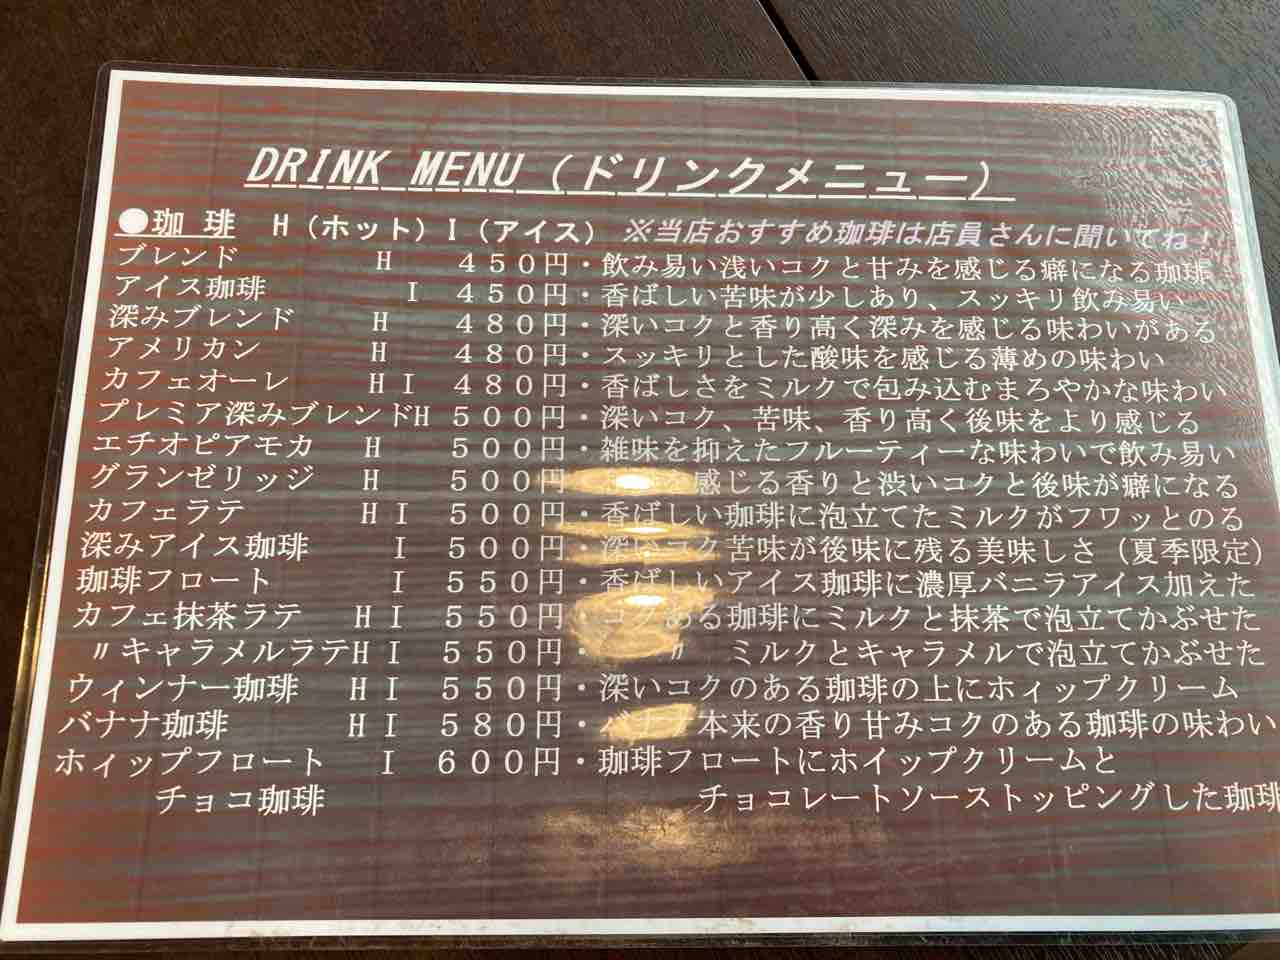 DRINK MENU（ドリンクメニュー）
●珈 琲　H（ホット）I（アイス）　※当店おすすめ珈琲は店員さんに聞いてね！
ブレンド　H　４５０円・飲み易い浅いコクと甘みを感じる癖になる珈琲
アイス珈琲　I　４５０円・香ばしい苦味が少しあり、スッキリ飲み易い
深みブレンド　H　４８０円・深いコクと香り高く深みを感じる味わいがある
アメリカン　H　４８０円・スッキリとした酸味を感じる薄めの味わい
カフェオーレ　H I　４８０円・香ばしさをミルクで包み込むまろやかな味わい
プレミア深みブレンドH　５００円・深いコク、苦味、香り高く後味をより感じる
エチオピアモカ　H　５００円・雑味を抑えたフルーティーな味わいで飲み易い
グランゼリッジ　H　５００円・感じる香りと渋いコクと後味が癖になる
カフェラテ　H I　５００円・香ばしい珈琲に泡立てたミルクがフワッとのる
深みアイス珈琲　I　５００円・深いコク苦味が後味に残る美味しさ（夏季限定）
珈琲フロート　I　５５０円・香ばしいアイス珈琲に濃厚バニラアイス加えた
カフェ抹茶ラテ　H I　５５０円・コクある珈琲にミルクと抹茶で泡立てかぶせた
〃キャラメルラテH I　５５０円・　〃　ミルクとキャラメルで泡立てかぶせた
ウィンナー珈琲　H I　５５０円・深いコクのある珈琲の上にホィップクリーム
バナナ珈琲　H I　５８０円・バナナ本来の香り甘みコクのある珈琲の味わい
ホィップフロート　I　６００円・珈琲フロートにホイップクリームと
チョコ珈琲　チョコレートソーストッピングした珈琲